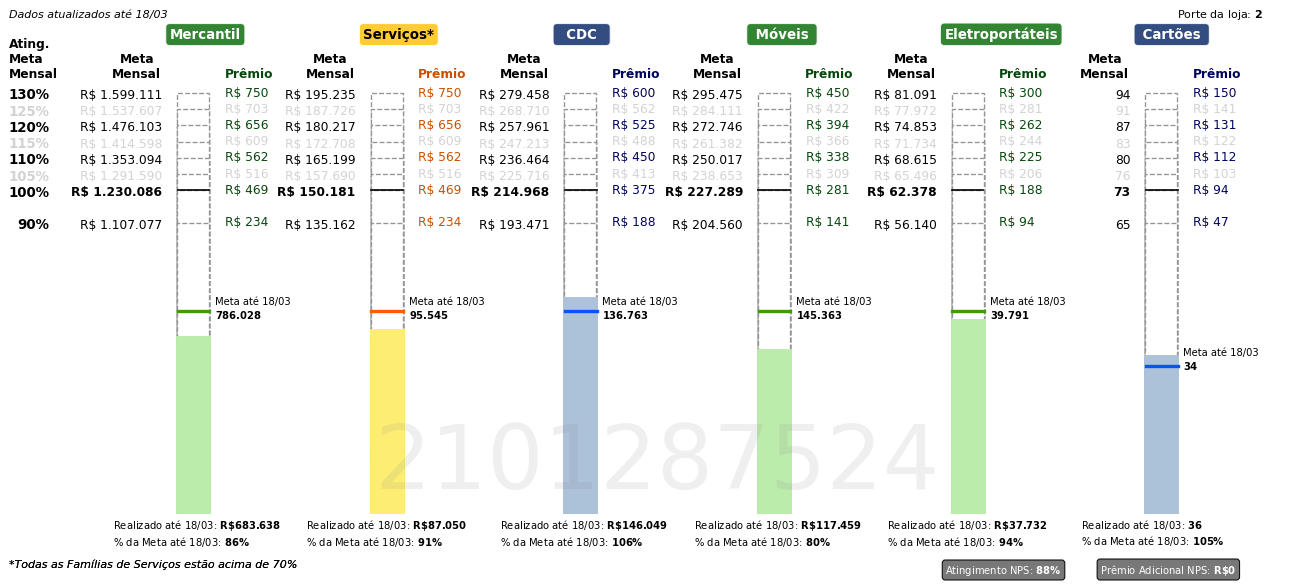 Dados atualizados até 18/03 Porte da loja: 2
Mercantil Serviços* CDC Móveis Eletroportáteis Cartões
Ating. Meta Mensal Meta Mensal Prêmio Meta Mensal Prêmio Meta Mensal Prêmio Meta Mensal Prêmio Meta Mensal Prêmio Meta Mensal Prêmio
130% R$ 1.599.111 R$ 750 R$ 195.235 R$ 750 R$ 279.458 R$ 600 R$ 295.475 R$ 450 R$ 81.091 R$ 300 94 R$ 150
125% R$ 1.537.607 R$ 703 R$ 187.726 R$ 703 R$ 268.710 R$ 562 R$ 284.111 R$ 422 R$ 77.972 R$ 281 91 R$ 141
120% R$ 1.476.103 R$ 656 R$ 180.217 R$ 656 R$ 257.961 R$ 525 R$ 272.746 R$ 394 R$ 74.853 R$ 262 87 R$ 131
115% R$ 1.414.598 R$ 609 R$ 172.708 R$ 609 R$ 247.213 R$ 488 R$ 261.382 R$ 366 R$ 71.734 R$ 244 83 R$ 122
110% R$ 1.353.094 R$ 562 R$ 165.199 R$ 562 R$ 236.464 R$ 450 R$ 250.017 R$ 338 R$ 68.615 R$ 225 80 R$ 112
105% R$ 1.291.590 R$ 516 R$ 157.690 R$ 516 R$ 225.716 R$ 413 R$ 238.653 R$ 309 R$ 65.496 R$ 206 76 R$ 103
100% R$ 1.230.086 R$ 469 R$ 150.181 R$ 469 R$ 214.968 R$ 375 R$ 227.289 R$ 281 R$ 62.378 R$ 188 73 R$ 94
90% R$ 1.107.077 R$ 234 R$ 135.162 R$ 234 R$ 193.471 R$ 188 R$ 204.560 R$ 141 R$ 56.140 R$ 94 65 R$ 47
Meta até 18/03 Meta até 18/03 Meta até 18/03 Meta até 18/03 Meta até 18/03
786.028 95.545 136.763 145.363 39.791
Meta até 18/03
34
2101287524
Realizado até 18/03: R$683.638 Realizado até 18/03: R$87.050 Realizado até 18/03: R$146.049 Realizado até 18/03: R$117.459 Realizado até 18/03: R$37.732 Realizado até 18/03: 36
% da Meta até 18/03: 86% % da Meta até 18/03: 91% % da Meta até 18/03: 106% % da Meta até 18/03: 80% % da Meta até 18/03: 94% % da Meta até 18/03: 105%
*Todas as Famílias de Serviços estão acima de 70% Atingimento NPS: 88% Prêmio Adicional NPS: R$0